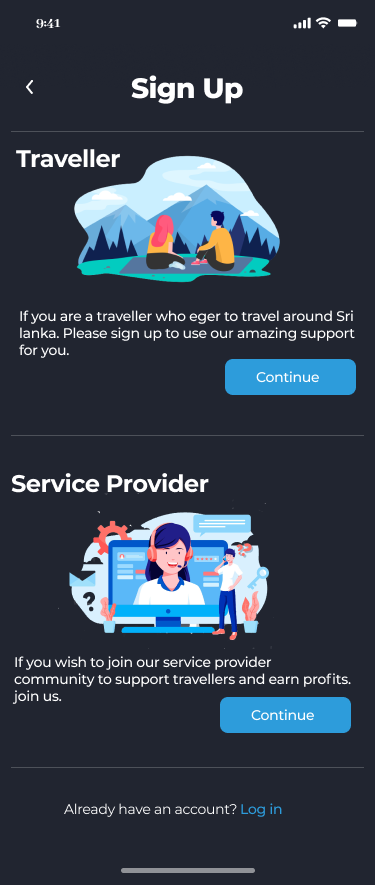 9:41
Sign Up
Traveller
If you are a traveller who eger to travel around Sri
lanka. Please sign up to use our amazing support
for you.
Continue
Service Provider
?
If you wish to join our service provider
community to support travellers and earn profits.
join us.
Continue
Already have an account? Log in